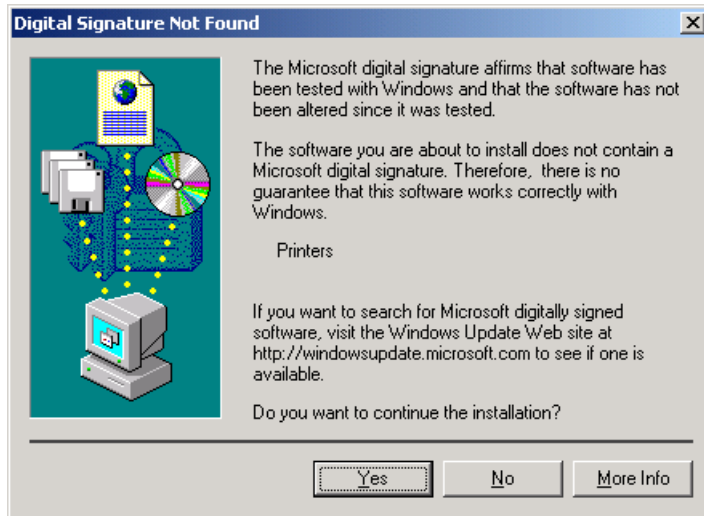 Digital Signature Not Found
The Microsoft digital signature affirms that software has
been tested with Windows and that the software has not
been altered since it was tested.
The software you are about to install does not contain a
Microsoft digital signature. Therefore,  there is no
guarantee that this software works correctly with
Windows.
Printers
If you want to search for Microsoft digitally signed
software, visit the Windows Update Web site at
http://windowsupdate.microsoft.com to see if one is
available.
Do you want to continue the installation?
Yes No More Info